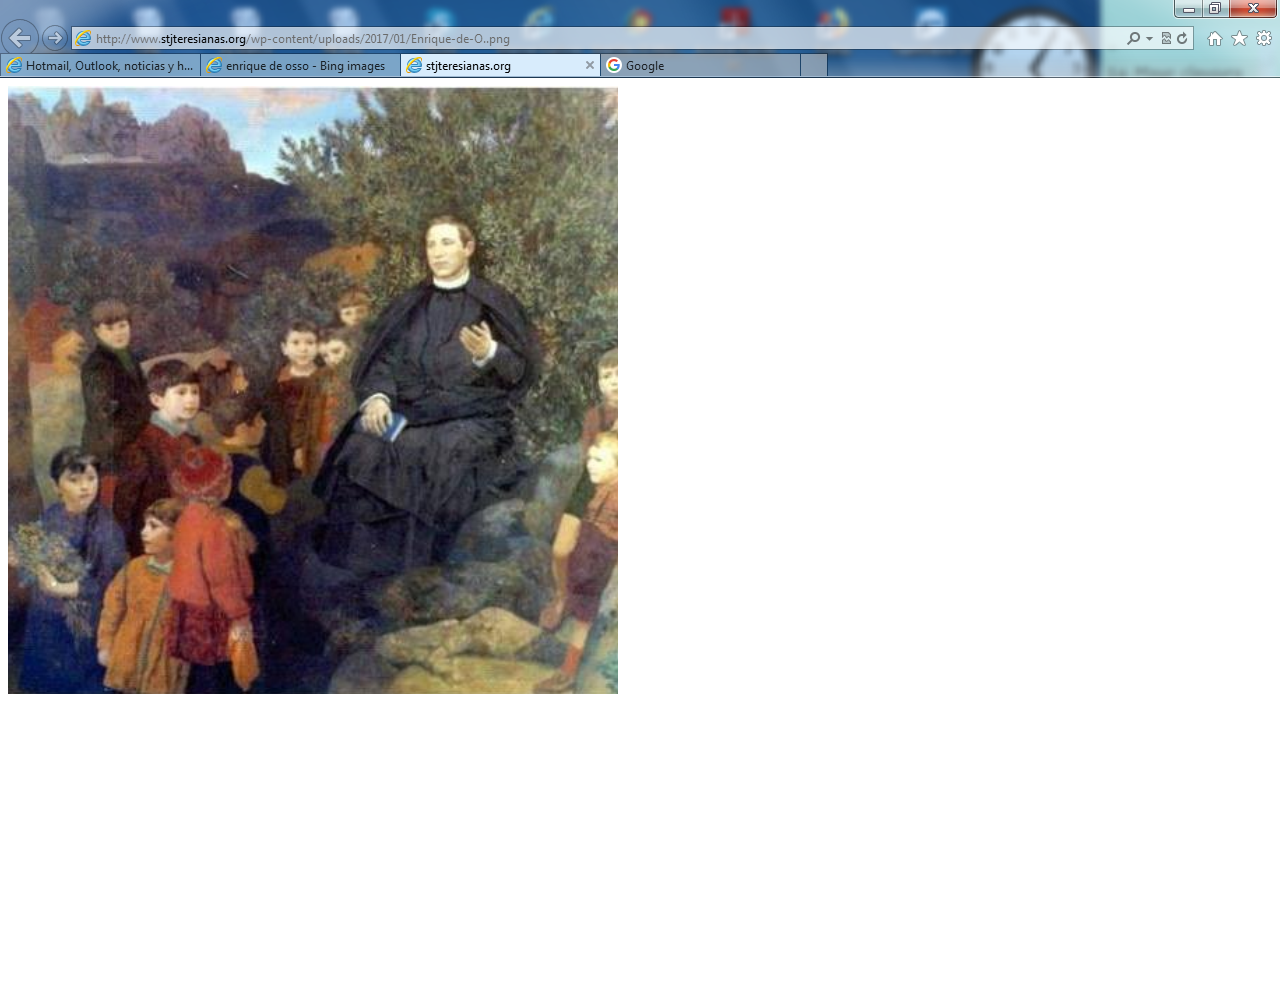 http://www.stjteresianas.org/wp-content/uploads/2017/01/Enrique-de-O..png
Hotmail, Outlook, noticias y h...
enrique de osso - Bing images
stjteresianas.org
Google